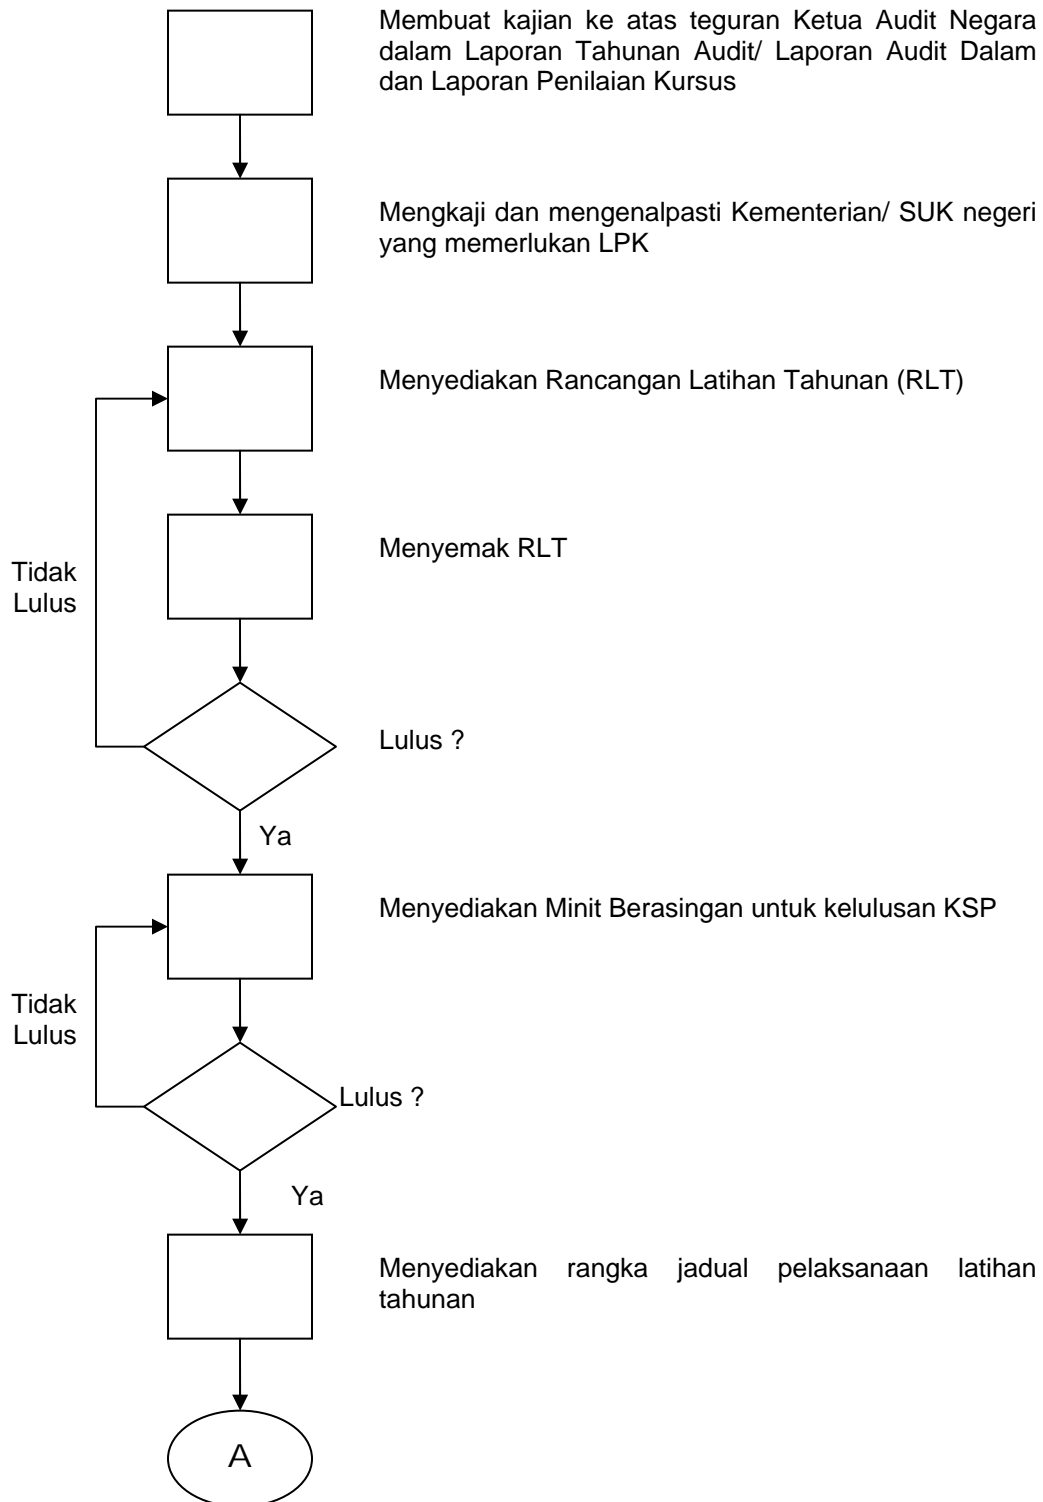 Membuat kajian ke atas teguran Ketua Audit Negara
dalam Laporan Tahunan Audit/ Laporan Audit Dalam
dan Laporan Penilaian Kursus
Mengkaji dan mengenalpasti Kementerian/ SUK negeri
yang memerlukan LPK
Menyediakan Rancangan Latihan Tahunan (RLT)
Menyemak RLT
Tidak
Lulus
Lulus ?
Ya
Menyediakan Minit Berasingan untuk kelulusan KSP
Tidak
Lulus
Lulus ?
Ya
Menyediakan rangka jadual pelaksanaan latihan
tahunan
A